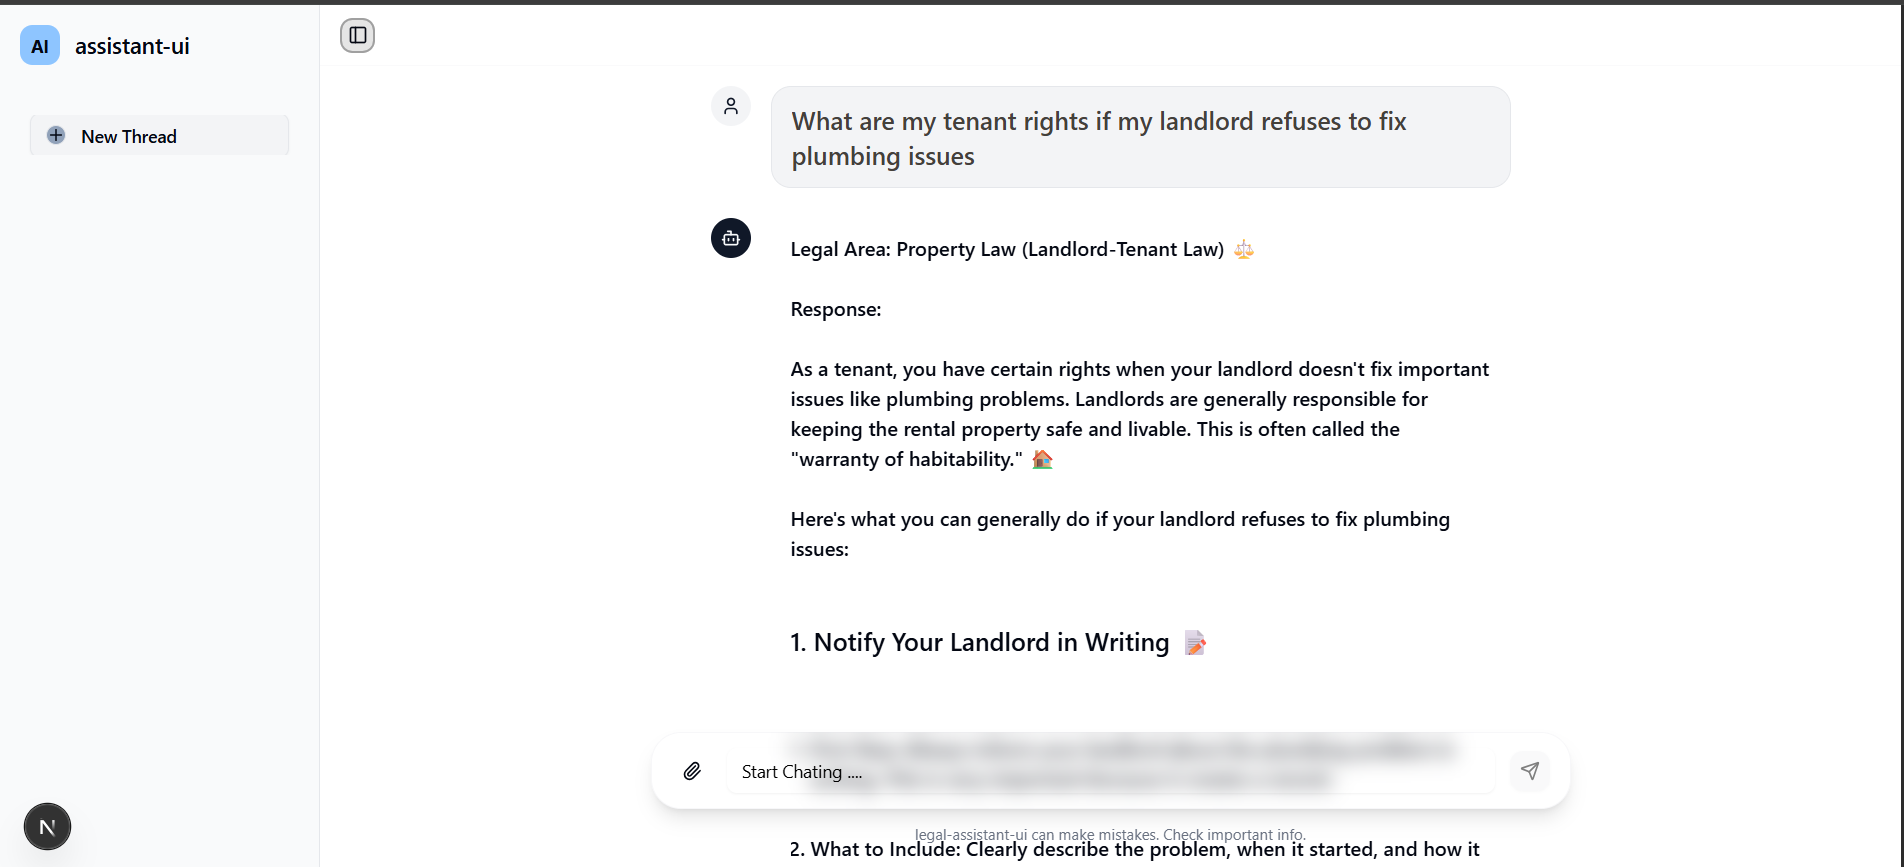 AI assistant-ui
New Thread
What are my tenant rights if my landlord refuses to fix
plumbing issues
Legal Area: Property Law (Landlord-Tenant Law) ⚖️
Response:
As a tenant, you have certain rights when your landlord doesn't fix important
issues like plumbing problems. Landlords are generally responsible for
keeping the rental property safe and livable. This is often called the
"warranty of habitability." 🏠
Here's what you can generally do if your landlord refuses to fix plumbing
issues:
1. Notify Your Landlord in Writing 📝
Start Chating ....
legal-assistant-ui can make mistakes. Check important info.
2. What to Include: Clearly describe the problem, when it started, and how it
N